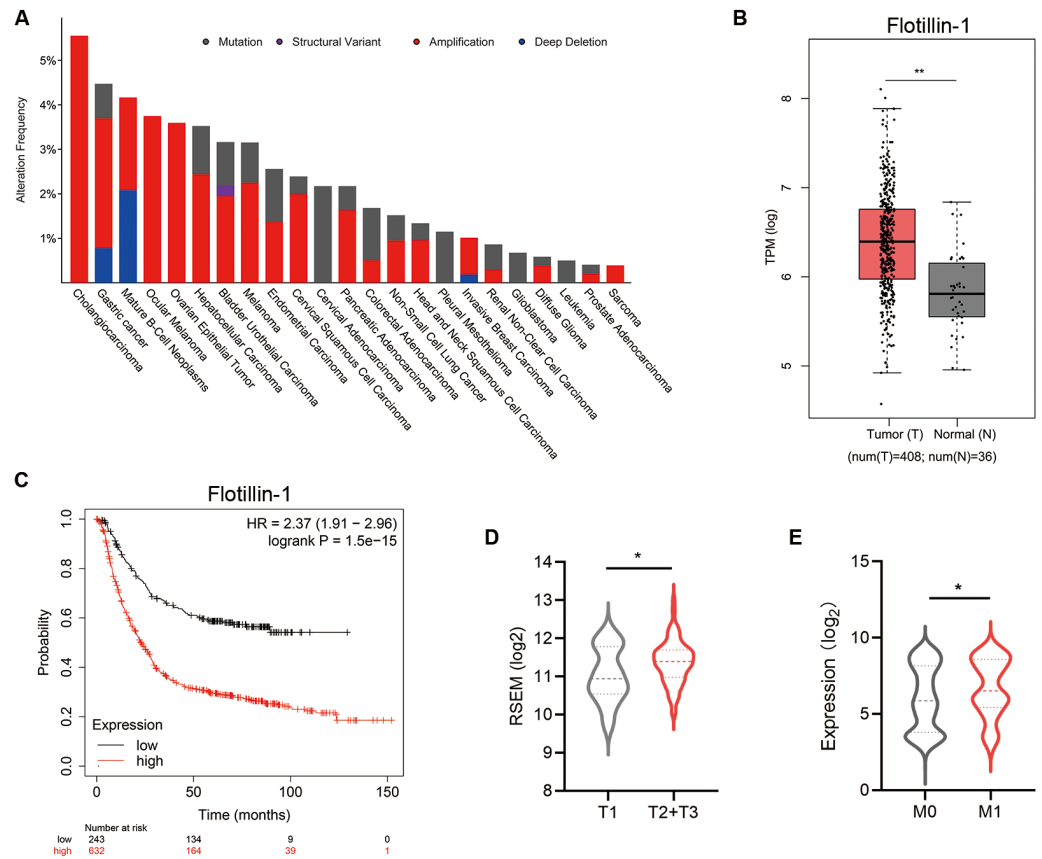 A
Mutation Structural Variant Amplification Deep Deletion
Alteration Frequency
5%
4%
3%
2%
1%
Cholangiocarcinoma
Gastric cancer
Mature B-Cell Neoplasms
Ocular Melanoma
Ovarian Epithelial Tumor
Hepatocellular Carcinoma
Bladder Urothelial Carcinoma
Melanoma
Endometrial Carcinoma
Cervical Squamous Cell Carcinoma
Cervical Adenocarcinoma
Pancreatic Adenocarcinoma
Colorectal Adenocarcinoma
Non-Small Cell Lung Cancer
Head and Neck Squamous Cell Carcinoma
Pleural Mesothelioma
Invasive Breast Carcinoma
Renal Non-Clear Cell Carcinoma
Glioblastoma
Diffuse Glioma
Leukemia
Prostate Adenocarcinoma
Sarcoma
B
Flotillin-1
**
TPM (log)
8
7
6
5
Tumor (T) Normal (N)
(num(T)=408; num(N)=36)
C
Flotillin-1
HR = 2.37 (1.91 − 2.96)
logrank P = 1.5e−15
Probability
1.0
0.8
0.6
0.4
0.2
0.0
Expression
low
high
0 50 100 150
Time (months)
Number at risk
low 243 134 9 0
high 632 164 39 1
D
*
RSEM (log2)
14
13
12
11
10
9
8
T1 T2+T3
E
*
Expression (log2)
15
10
5
0
M0 M1